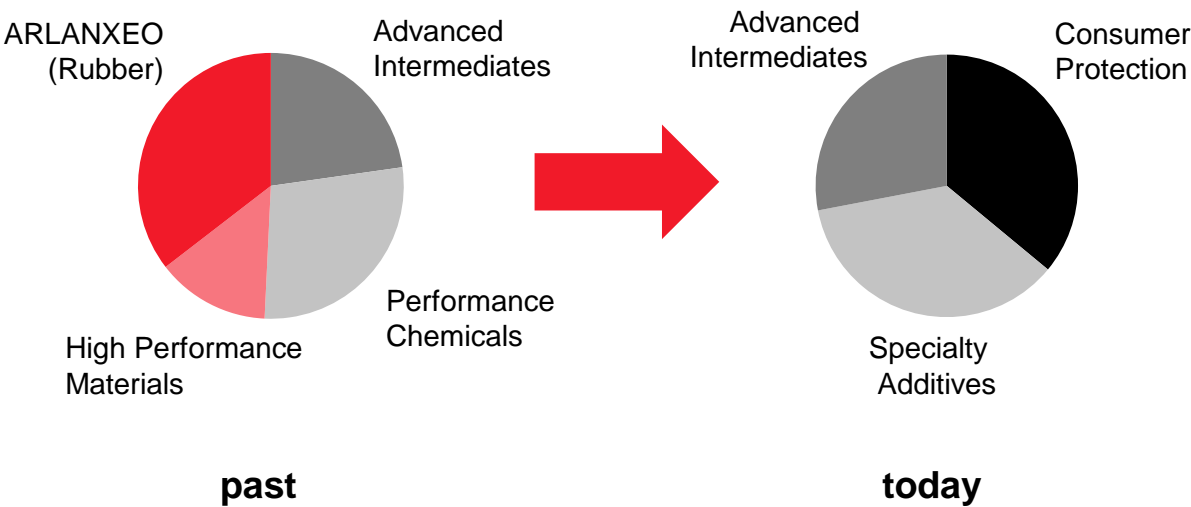 ARLANXEO
(Rubber)
Advanced
Intermediates
High Performance
Materials
Performance
Chemicals
past
Advanced
Intermediates
Consumer
Protection
Specialty
Additives
today